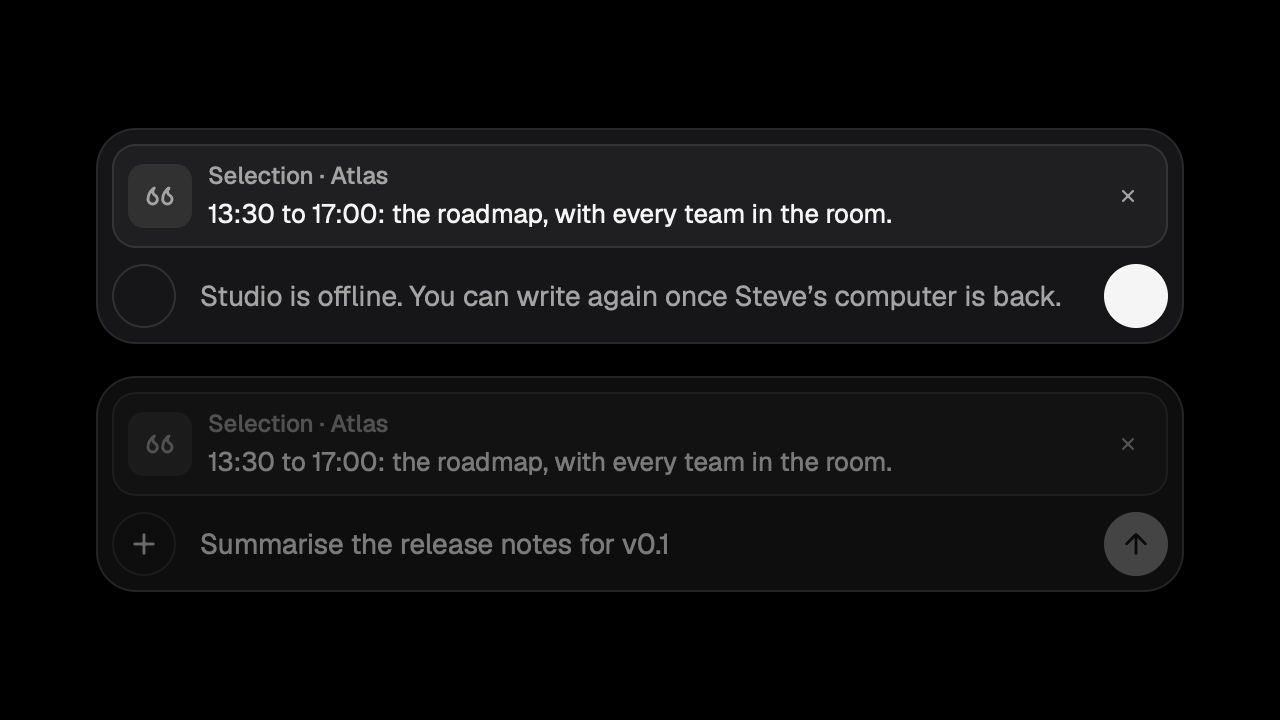 Selection · Atlas
13:30 to 17:00: the roadmap, with every team in the room.
Studio is offline. You can write again once Steve’s computer is back.
Selection · Atlas
13:30 to 17:00: the roadmap, with every team in the room.
Summarise the release notes for v0.1